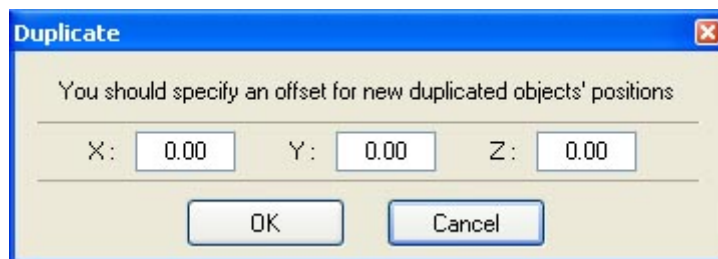 Duplicate
You should specify an offset for new duplicated objects' positions
X: 0.00 Y: 0.00 Z: 0.00
OK Cancel